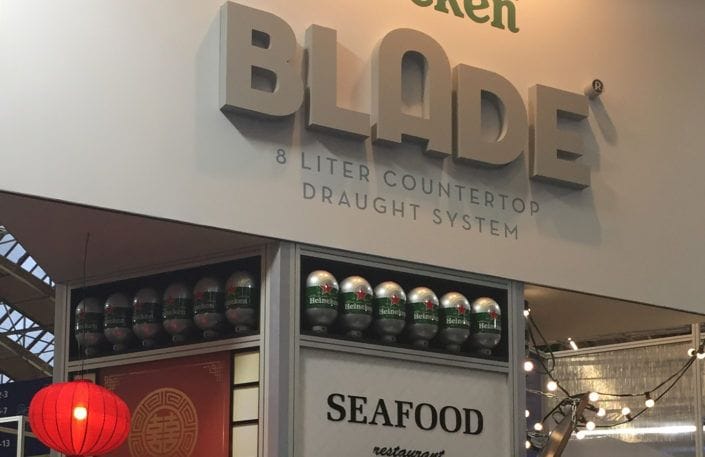 BLADE®
8 LITER COUNTERTOP
DRAUGHT SYSTEM
Heineken Heineken Heineken Heineken Heineken Heineken
SEAFOOD
restaurant